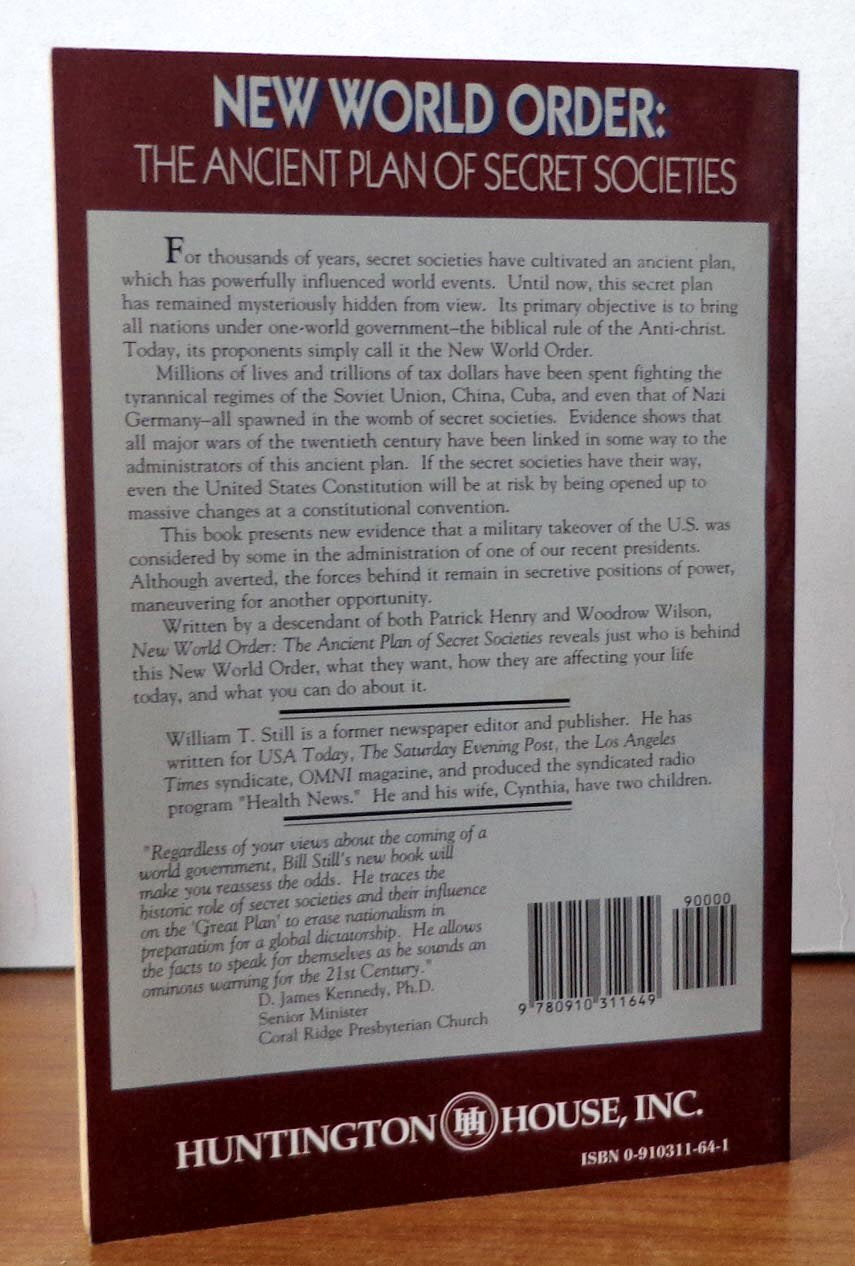 NEW WORLD ORDER:
THE ANCIENT PLAN OF SECRET SOCIETIES
For thousands of years, secret societies have cultivated an ancient plan,
which has powerfully influenced world events. Until now, this secret plan
has remained mysteriously hidden from view. Its primary objective is to bring
all nations under one-world government–the biblical rule of the Anti-christ.
Today, its proponents simply call it the New World Order.
Millions of lives and trillions of tax dollars have been spent fighting the
tyrannical regimes of the Soviet Union, China, Cuba, and even that of Nazi
Germany–all spawned in the womb of secret societies. Evidence shows that
all major wars of the twentieth century have been linked in some way to the
administrators of this ancient plan. If the secret societies have their way,
even the United States Constitution will be at risk by being opened up to
massive changes at a constitutional convention.
This book presents new evidence that a military takeover of the U.S. was
considered by some in the administration of one of our recent presidents.
Although averted, the forces behind it remain in secretive positions of power,
maneuvering for another opportunity.
Written by a descendant of both Patrick Henry and Woodrow Wilson,
New World Order: The Ancient Plan of Secret Societies reveals just who is behind
this New World Order, what they want, how they are affecting your life
today, and what you can do about it.
William T. Still is a former newspaper editor and publisher. He has
written for USA Today, The Saturday Evening Post, the Los Angeles
Times syndicate, OMNI magazine, and produced the syndicated radio
program "Health News." He and his wife, Cynthia, have two children.
"Regardless of your views about the coming of a
world government, Bill Still's new book will
make you reassess the odds. He traces the
historic role of secret societies and their influence
on the 'Great Plan' to erase nationalism in
preparation for a global dictatorship. He allows
the facts to speak for themselves as he sounds an
ominous warning for the 21st Century."
D. James Kennedy, Ph.D.
Senior Minister
Coral Ridge Presbyterian Church
90000
9 780910 311649
HUNTINGTON HH HOUSE, INC.
ISBN 0-910311-64-1